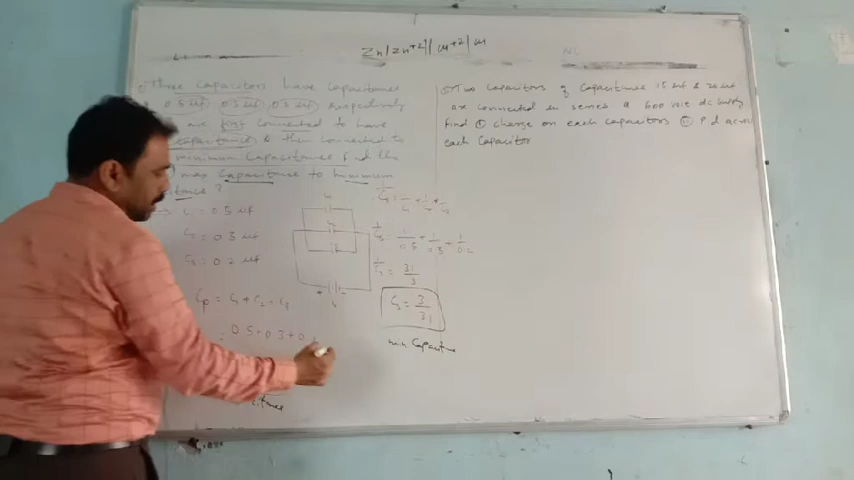 Zn|Zn+2||Cu+2|Cu
Three Capacitors have Capacitance
0.5 uf 0.3 uf 0.2 uf respectively
are first connected to have
Capacitance & then connected to
minimum Capacitance find the
max Capacitance to minimum
?
C1 = 0.5 uf
C2 = 0.3 uf
C3 = 0.2 uf
Cp = C1 + C2 + C3
= 0.5+0.3+0
1/Cs = 1/C1 + 1/C2 + 1/C3
1/Cs = 1/0.5 + 1/0.3 + 1/0.2
1/Cs = 31/3
Cs = 3/31
min Capacitance
Two Capacitors of Capacitance 15 uf & 20 uf
are connected in series a 600 volt dc supply
find ① charge on each capacitors ② P d across
each Capacitor